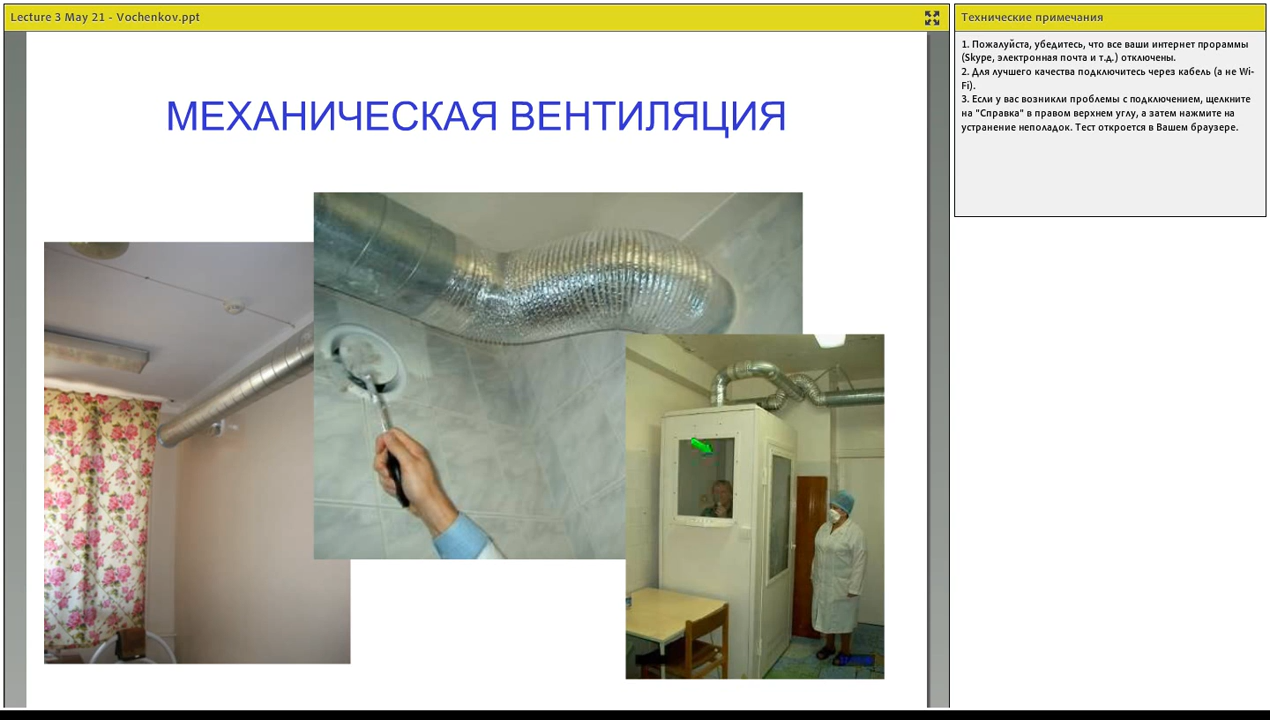 Lecture 3 May 21 - Vochenkov.ppt
МЕХАНИЧЕСКАЯ ВЕНТИЛЯЦИЯ
Технические примечания
1. Пожалуйста, убедитесь, что все ваши интернет прораммы
(Skype, электронная почта и т.д.) отключены.
2. Для лучшего качества подключитесь через кабель (а не Wi-
Fi).
3. Если у вас возникли проблемы с подключением, щелкните
на "Справка" в правом верхнем углу, а затем нажмите на
устранение неполадок. Тест откроется в Вашем браузере.